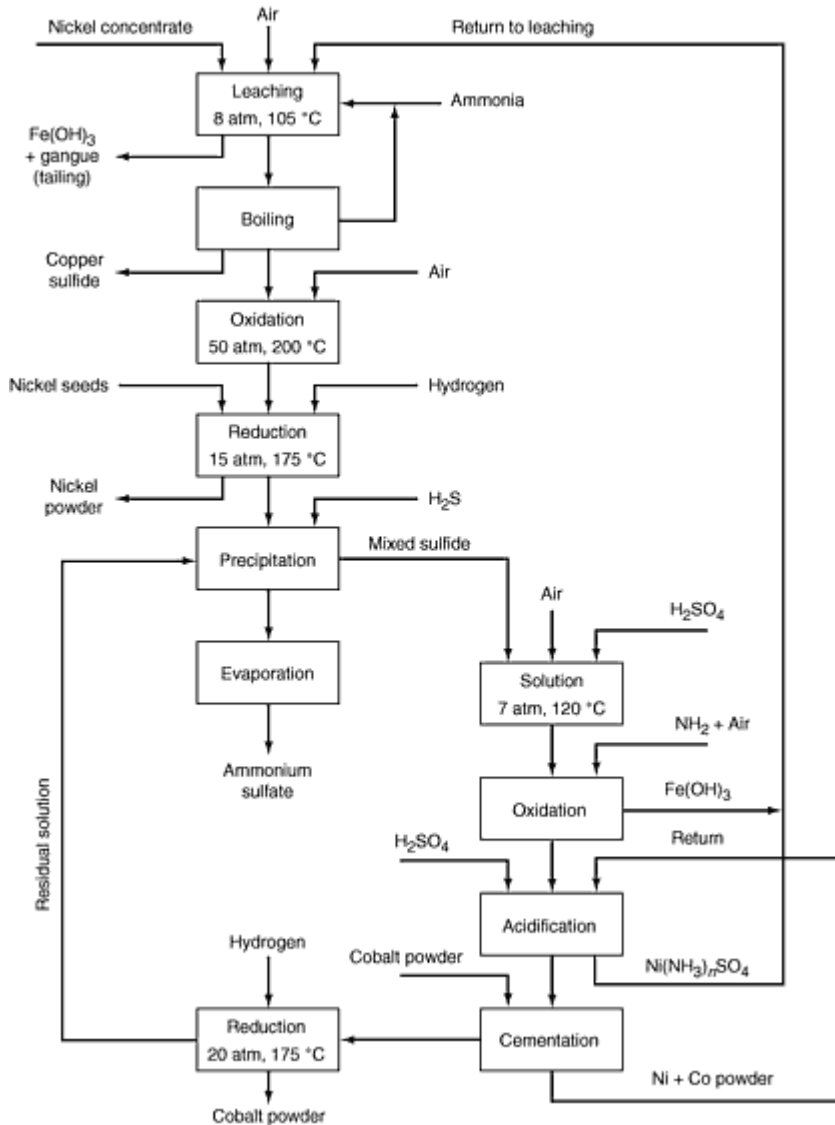 Nickel concentrate
Air
Return to leaching
Leaching
8 atm, 105 °C
Ammonia
Fe(OH)3
+ gangue
(tailing)
Boiling
Copper
sulfide
Air
Oxidation
50 atm, 200 °C
Nickel seeds
Hydrogen
Reduction
15 atm, 175 °C
Nickel
powder
H2S
Precipitation
Mixed sulfide
Air
H2SO4
Evaporation
Solution
7 atm, 120 °C
Ammonium
sulfate
NH2 + Air
Oxidation
Fe(OH)3
Residual solution
H2SO4
Return
Acidification
Hydrogen
Cobalt powder
Ni(NH3)nSO4
Reduction
20 atm, 175 °C
Cementation
Ni + Co powder
Cobalt powder